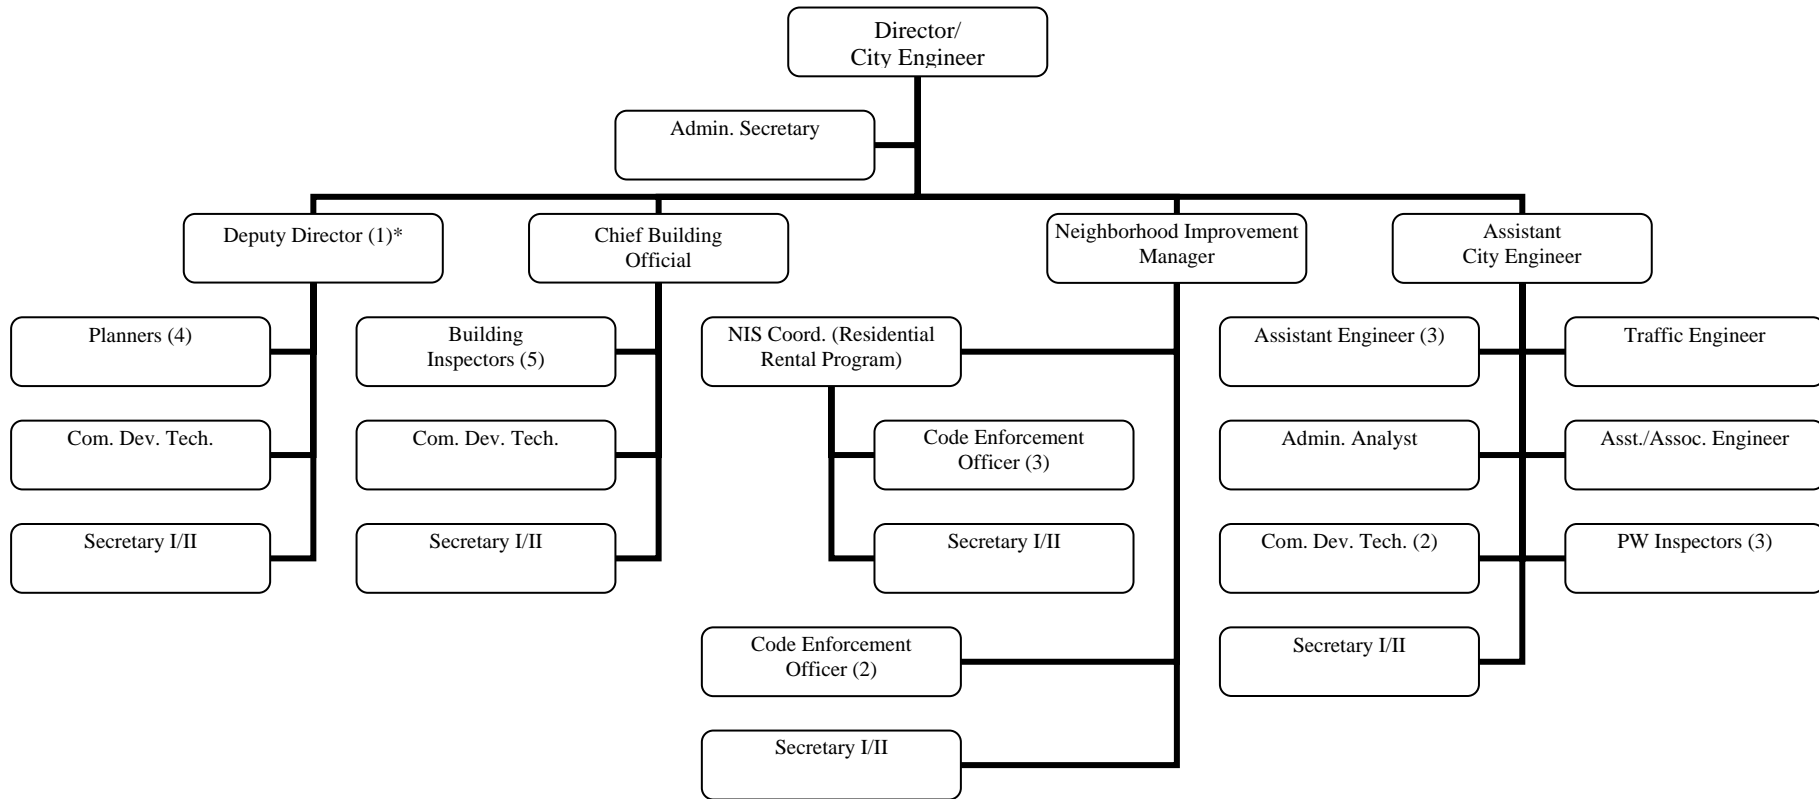 Director/
City Engineer
Admin. Secretary
Deputy Director (1)*
Chief Building
Official
Neighborhood Improvement
Manager
Assistant
City Engineer
Planners (4)
Building
Inspectors (5)
NIS Coord. (Residential
Rental Program)
Assistant Engineer (3)
Traffic Engineer
Com. Dev. Tech.
Com. Dev. Tech.
Code Enforcement
Officer (3)
Admin. Analyst
Asst./Assoc. Engineer
Secretary I/II
Secretary I/II
Secretary I/II
Com. Dev. Tech. (2)
PW Inspectors (3)
Code Enforcement
Officer (2)
Secretary I/II
Secretary I/II